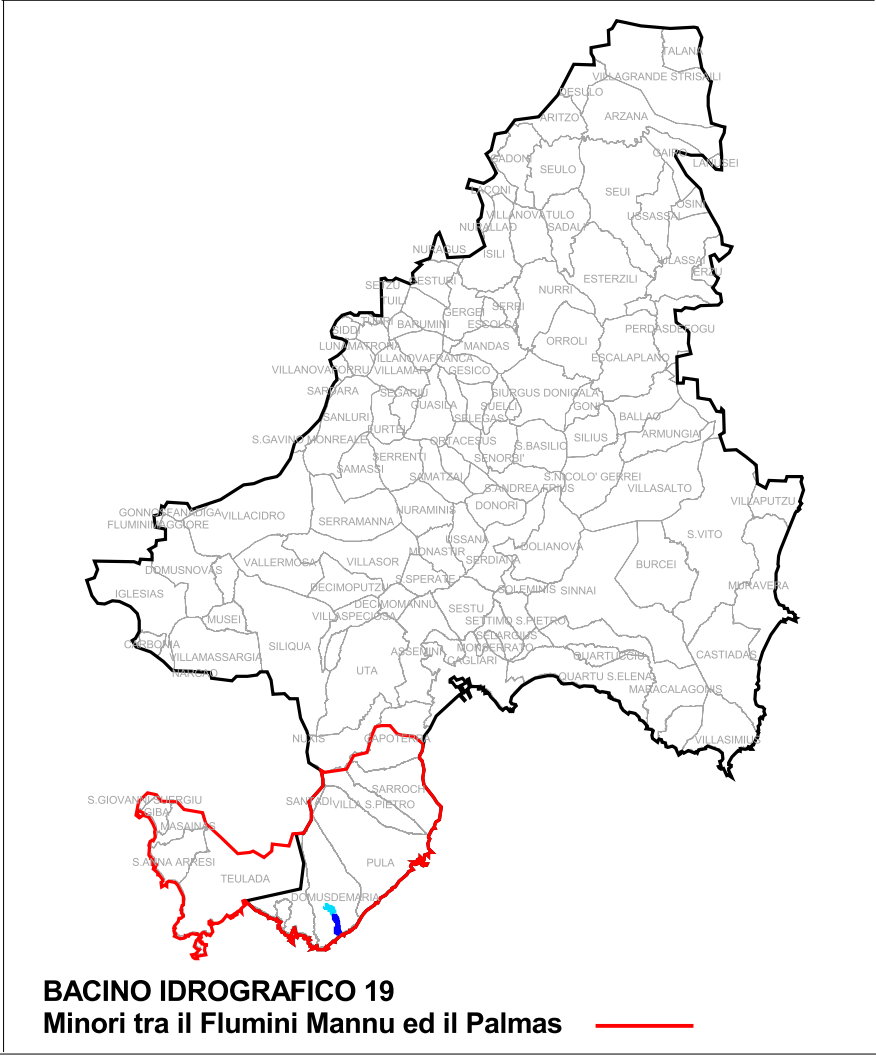 TALANA
VILLAGRANDE STRISAILI
DESULO
ARITZO
ARZANA
GADONI
GAIRO
LANUSEI
SEULO
LACONI
SEUI
OSINI
VILLANOVATULO
USSASSAI
NURALLAO
SADALI
NURAGUS
ISILI
ULASSAI
JERZU
SETZU
GESTURI
ESTERZILI
TUILI
NURRI
SERRI
GERGEI
TURRI
BARUMINI
ESCOLCA
SIDDI
PERDASDEFOGU
LUNAMATRONA
MANDAS
ORROLI
VILLANOVAFRANCA
ESCALAPLANO
VILLANOVAFORRU
VILLAMAR
GESICO
SARDARA
SEGARIU
SIURGUS DONIGALA
GUASILA
SUELLI
GONI
SANLURI
SELEGAS
BALLAO
FURTEI
S.GAVINO MONREALE
ORTACESUS
S.BASILIO
SILIUS
ARMUNGIA
SERRENTI
SENORBI'
SAMASSI
SAMATZAI
S.NICOLO' GERREI
S.ANDREA FRIUS
VILLASALTO
VILLAPUTZU
GONNOSFANADIGA
VILLACIDRO
NURAMINIS
DONORI
FLUMINIMAGGIORE
SERRAMANNA
S.VITO
USSANA
DOLIANOVA
MONASTIR
VALLERMOSA
VILLASOR
SERDIANA
BURCEI
DOMUSNOVAS
S.SPERATE
DECIMOPUTZU
MURAVERA
IGLESIAS
SOLEMINIS
SINNAI
DECIMOMANNU
SESTU
VILLASPECIOSA
MUSEI
SETTIMO S.PIETRO
SELARGIUS
CARBONIA
SILIQUA
MONSERRATO
ASSEMINI
CASTIADAS
VILLAMASSARGIA
CAGLIARI
QUARTUCCIU
NARCAO
UTA
QUARTU S.ELENA
MARACALAGONIS
NUXIS
CAPOTERRA
VILLASIMIUS
SARROCH
S.GIOVANNI SUERGIU
SANTADI
VILLA S.PIETRO
GIBA
MASAINAS
S.ANNA ARRESI
PULA
TEULADA
DOMUSDEMARIA
BACINO IDROGRAFICO 19
Minori tra il Flumini Mannu ed il Palmas